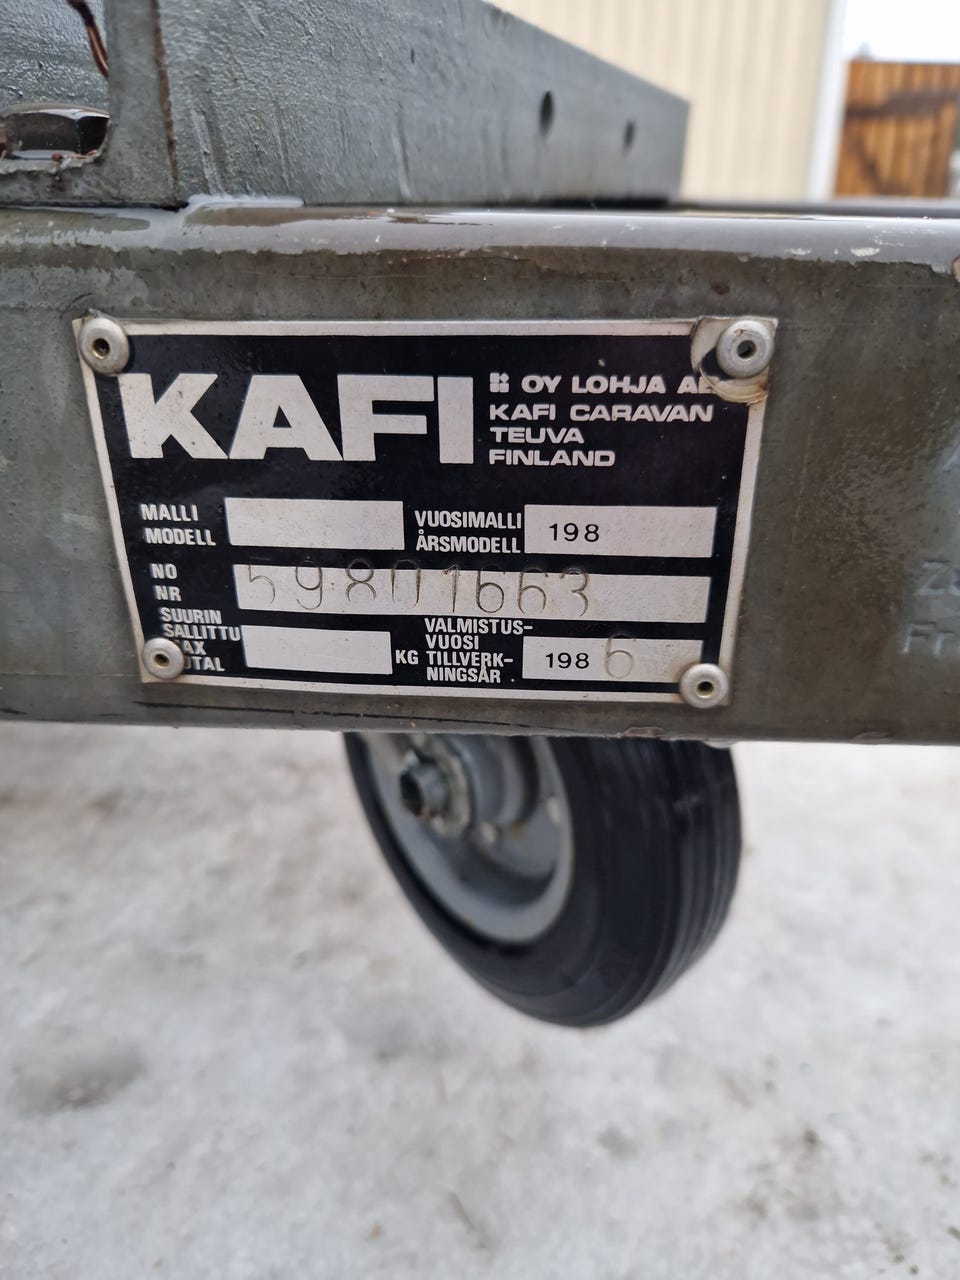 KAFI
OY LOHJA AB
KAFI CARAVAN
TEUVA
FINLAND
MALLI
MODELL
VUOSIMALLI
ÅRSMODELL
198
NO
NR
59801663
SUURIN
SALLITTU
MAX
TOTAL
KG
VALMISTUS-
VUOSI
TILLVERK-
NINGSÅR
1986